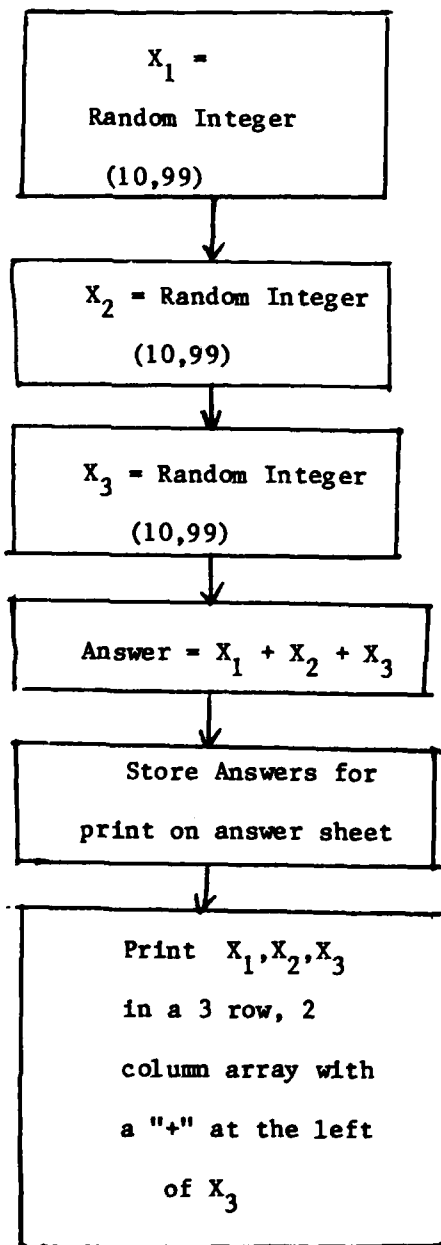 X1 =
Random Integer
(10,99)
X2 = Random Integer
(10,99)
X3 = Random Integer
(10,99)
Answer = X1 + X2 + X3
Store Answers for
print on answer sheet
Print X1,X2,X3
in a 3 row, 2
column array with
a "+" at the left
of X3